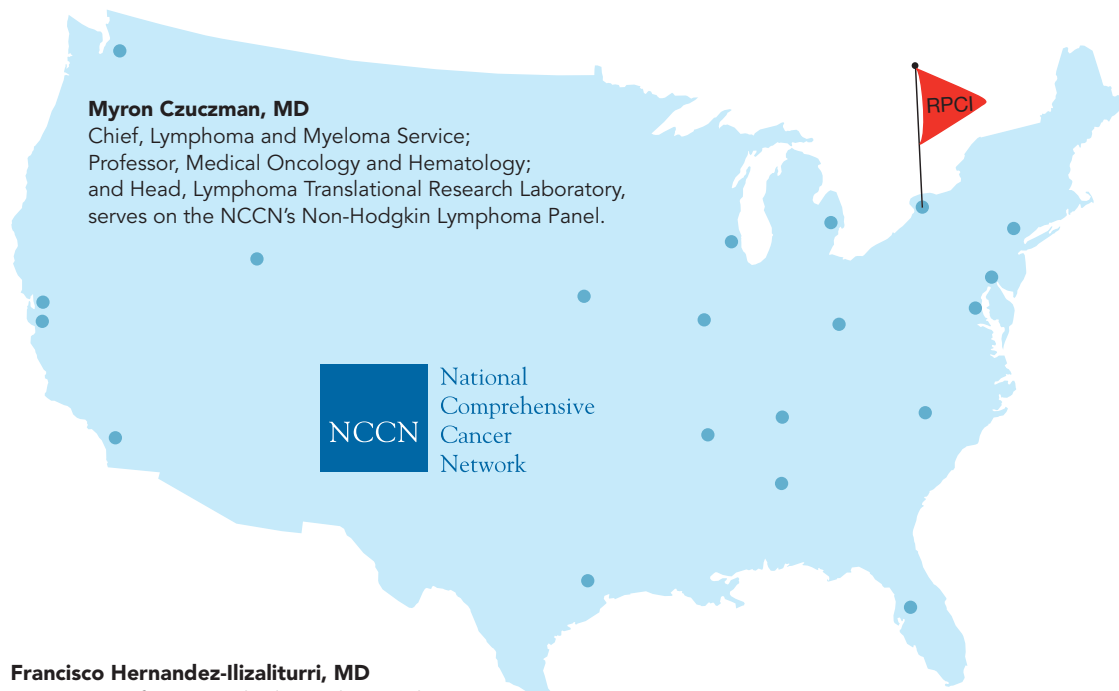 RPCI
Myron Czuczman, MD
Chief, Lymphoma and Myeloma Service;
Professor, Medical Oncology and Hematology;
and Head, Lymphoma Translational Research Laboratory,
serves on the NCCN's Non-Hodgkin Lymphoma Panel.
NCCN
National
Comprehensive
Cancer
Network
Francisco Hernandez-Ilizaliturri, MD